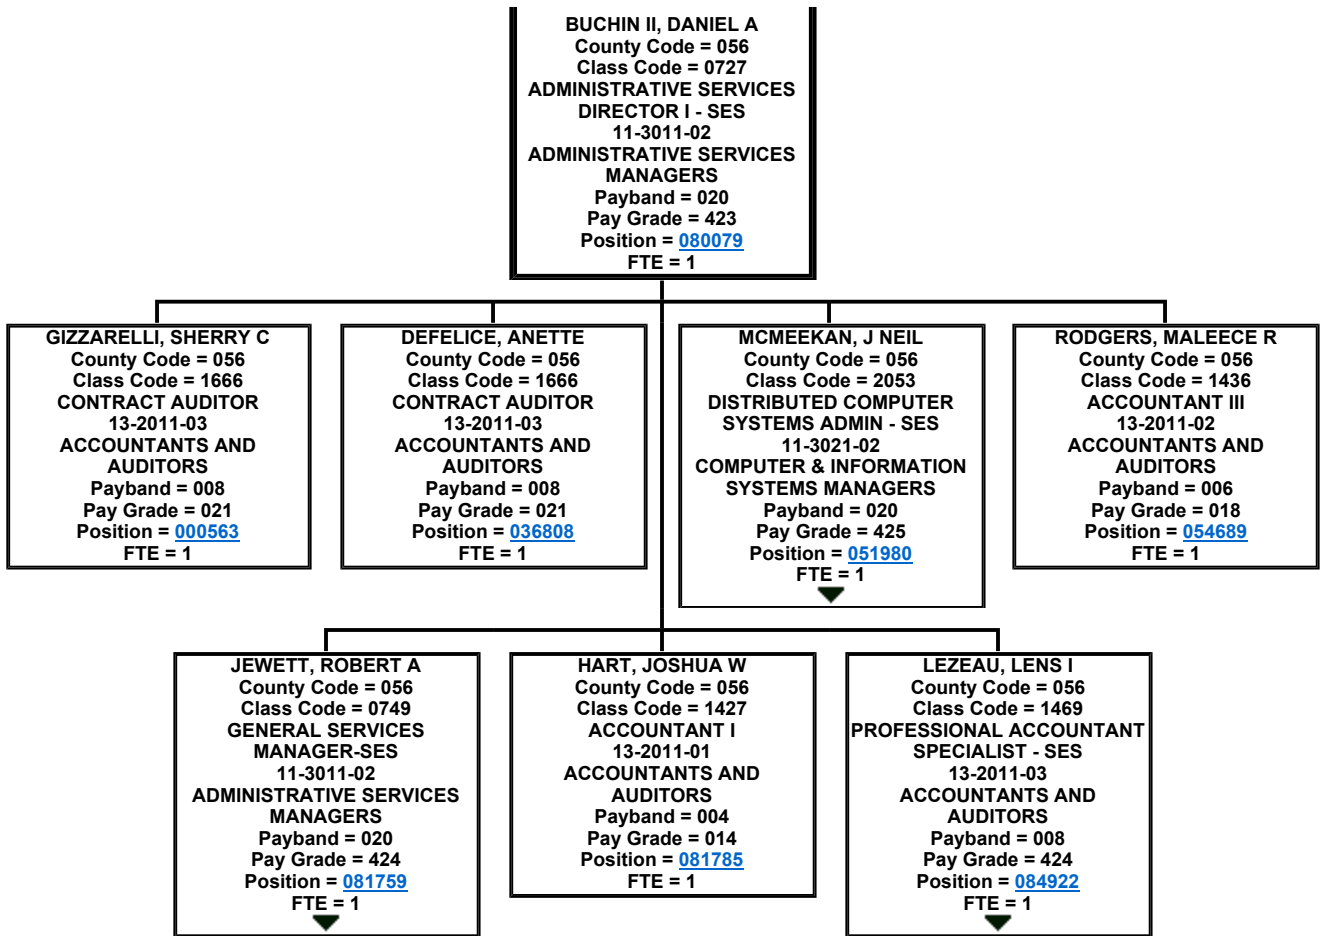 BUCHIN II, DANIEL A
County Code = 056
Class Code = 0727
ADMINISTRATIVE SERVICES
DIRECTOR I - SES
11-3011-02
ADMINISTRATIVE SERVICES
MANAGERS
Payband = 020
Pay Grade = 423
Position = 080079
FTE = 1
GIZZARELLI, SHERRY C
County Code = 056
Class Code = 1666
CONTRACT AUDITOR
13-2011-03
ACCOUNTANTS AND
AUDITORS
Payband = 008
Pay Grade = 021
Position = 000563
FTE = 1
DEFELICE, ANETTE
County Code = 056
Class Code = 1666
CONTRACT AUDITOR
13-2011-03
ACCOUNTANTS AND
AUDITORS
Payband = 008
Pay Grade = 021
Position = 036808
FTE = 1
MCMEEKAN, J NEIL
County Code = 056
Class Code = 2053
DISTRIBUTED COMPUTER
SYSTEMS ADMIN - SES
11-3021-02
COMPUTER & INFORMATION
SYSTEMS MANAGERS
Payband = 020
Pay Grade = 425
Position = 051980
FTE = 1
RODGERS, MALEECE R
County Code = 056
Class Code = 1436
ACCOUNTANT III
13-2011-02
ACCOUNTANTS AND
AUDITORS
Payband = 006
Pay Grade = 018
Position = 054689
FTE = 1
JEWETT, ROBERT A
County Code = 056
Class Code = 0749
GENERAL SERVICES
MANAGER-SES
11-3011-02
ADMINISTRATIVE SERVICES
MANAGERS
Payband = 020
Pay Grade = 424
Position = 081759
FTE = 1
HART, JOSHUA W
County Code = 056
Class Code = 1427
ACCOUNTANT I
13-2011-01
ACCOUNTANTS AND
AUDITORS
Payband = 004
Pay Grade = 014
Position = 081785
FTE = 1
LEZEAU, LENS I
County Code = 056
Class Code = 1469
PROFESSIONAL ACCOUNTANT
SPECIALIST - SES
13-2011-03
ACCOUNTANTS AND
AUDITORS
Payband = 008
Pay Grade = 424
Position = 084922
FTE = 1